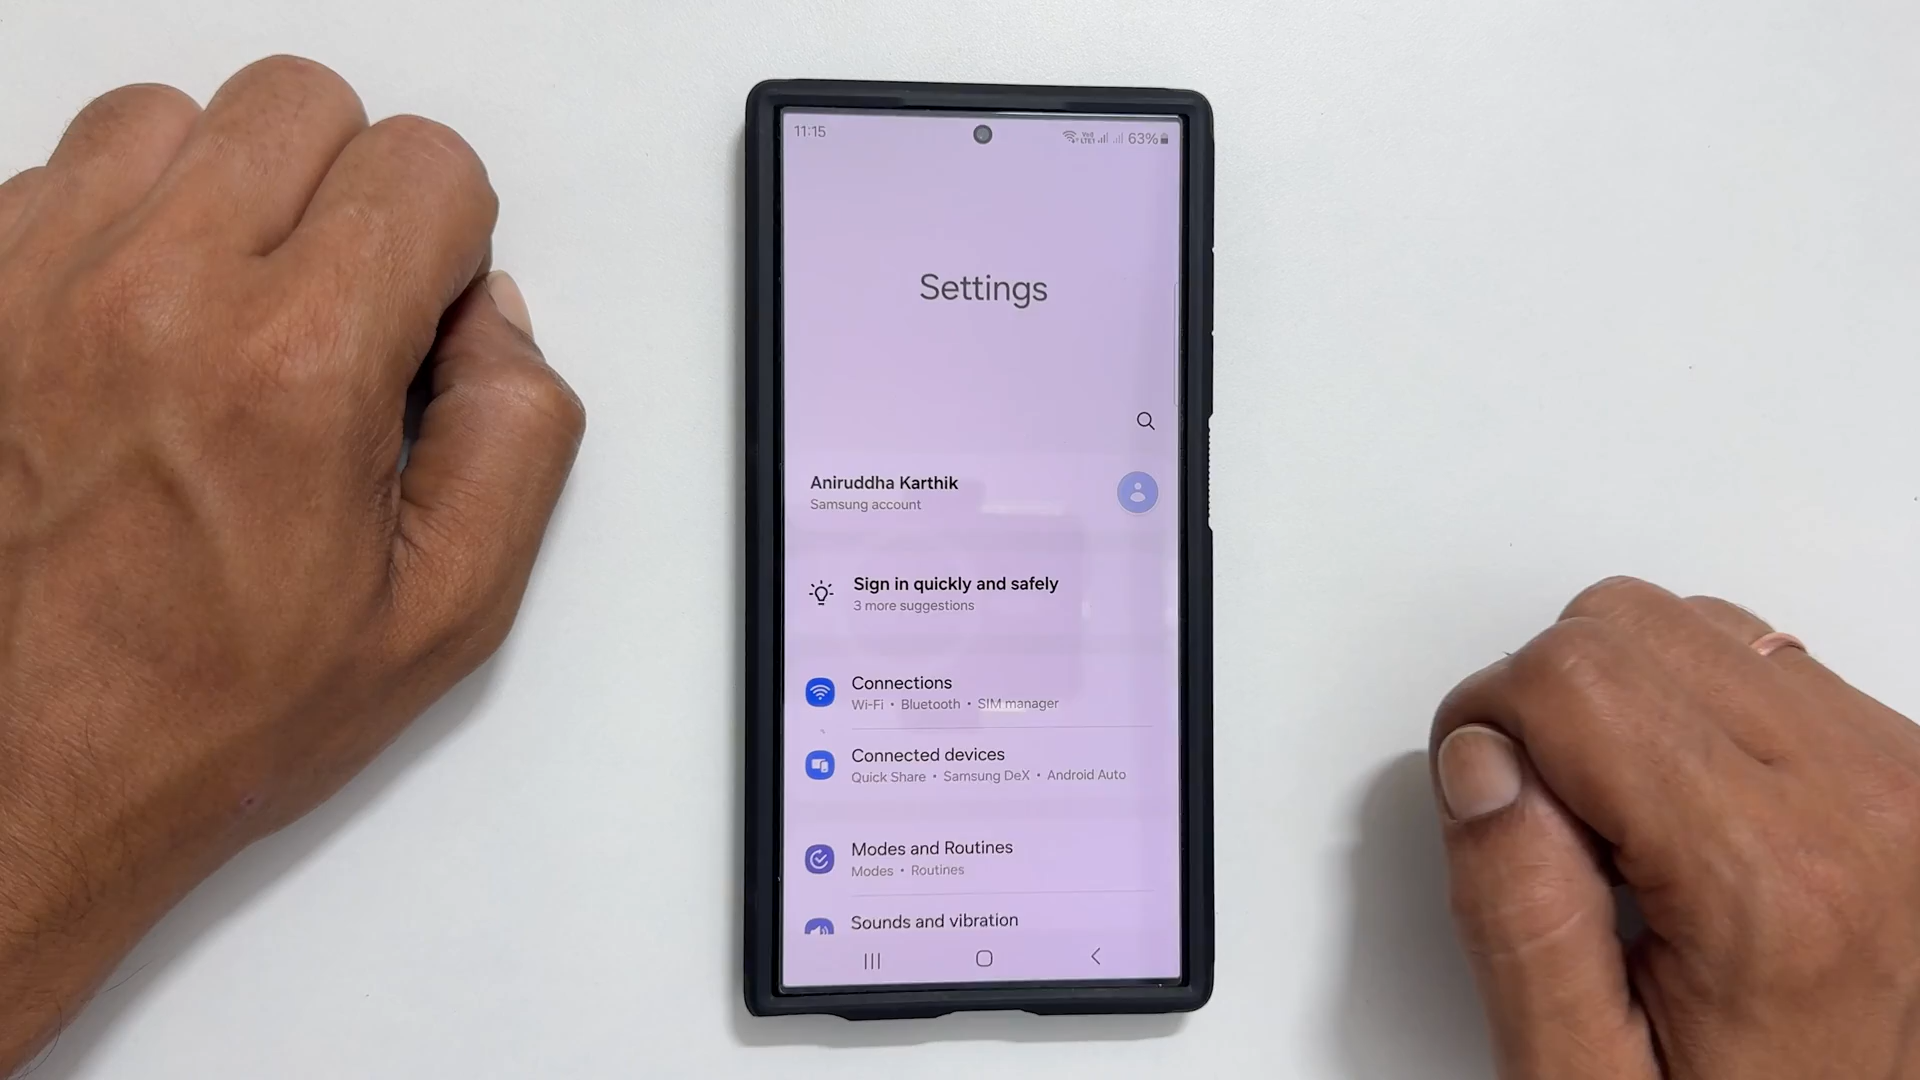 11:15
Vo)) LTE1 63%
Settings
Aniruddha Karthik
Samsung account
Sign in quickly and safely
3 more suggestions
Connections
Wi-Fi • Bluetooth • SIM manager
Connected devices
Quick Share • Samsung DeX • Android Auto
Modes and Routines
Modes • Routines
Sounds and vibration